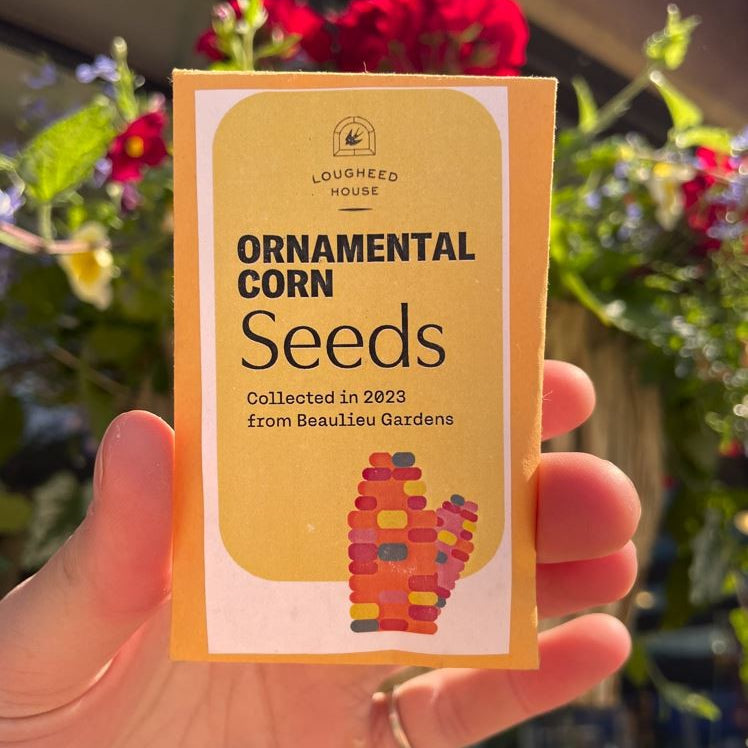 LOUGHEED
HOUSE
ORNAMENTAL
CORN
Seeds
Collected in 2023
from Beaulieu Gardens